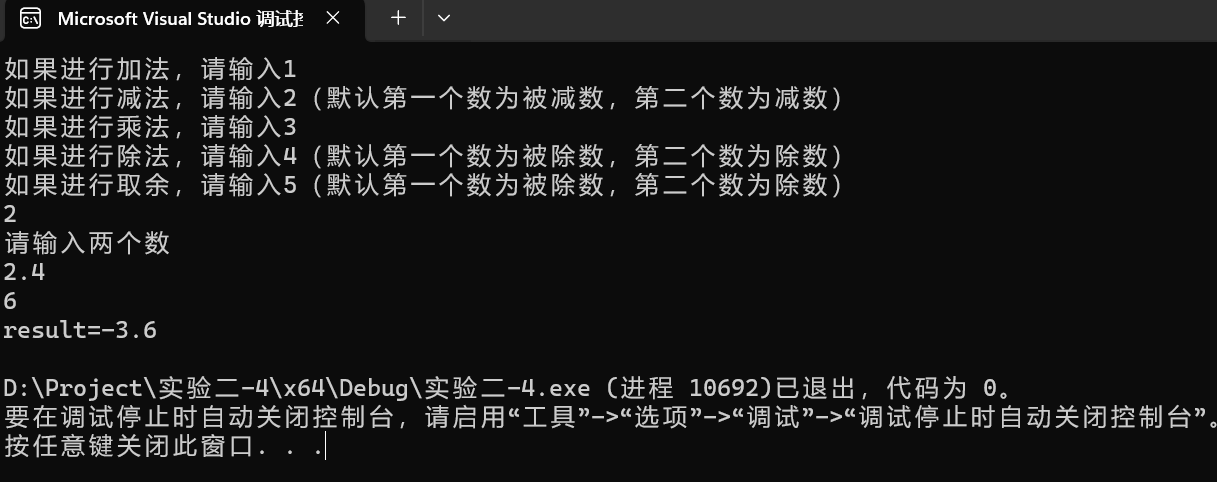 Microsoft Visual Studio 调试控
如果进行加法，请输入1
如果进行减法，请输入2（默认第一个数为被减数，第二个数为减数）
如果进行乘法，请输入3
如果进行除法，请输入4（默认第一个数为被除数，第二个数为除数）
如果进行取余，请输入5（默认第一个数为被除数，第二个数为除数）
2
请输入两个数
2.4
6
result=-3.6
D:\Project\实验二-4\x64\Debug\实验二-4.exe (进程 10692)已退出，代码为 0。
要在调试停止时自动关闭控制台，请启用“工具”->“选项”->“调试”->“调试停止时自动关闭控制台”。
按任意键关闭此窗口. . .